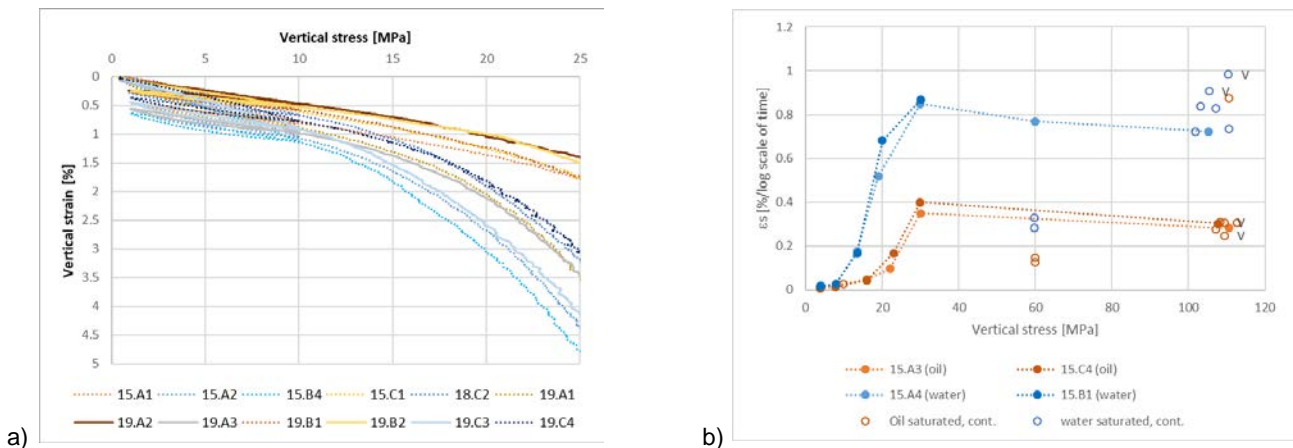 Vertical stress [MPa]
0 5 10 15 20 25
0
0.5
1
1.5
2
2.5
3
3.5
4
4.5
5
Vertical strain [%]
15.A1 15.A2 15.B4 15.C1 18.C2 19.A1
19.A2 19.A3 19.B1 19.B2 19.C3 19.C4
a)
1.2
1
0.8
0.6
0.4
0.2
0
εs [%/log scale of time]
V
V
V
V
0 20 40 60 80 100 120
Vertical stress [MPa]
15.A3 (oil) 15.C4 (oil)
15.A4 (water) 15.B1 (water)
Oil saturated, cont. water saturated, cont.
b)